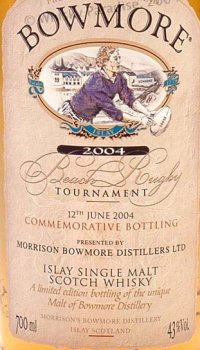 BOWMORE®
ISLAY
2004
Beach Rugby
TOURNAMENT
12TH JUNE 2004
COMMEMORATIVE BOTTLING
PRESENTED BY
MORRISON BOWMORE DISTILLERS LTD
ISLAY SINGLE MALT
SCOTCH WHISKY
A limited edition bottling of the unique
Malt of Bowmore Distillery
700ml
43%Vol.
MORRISON'S BOWMORE DISTILLERY
ISLAY SCOTLAND